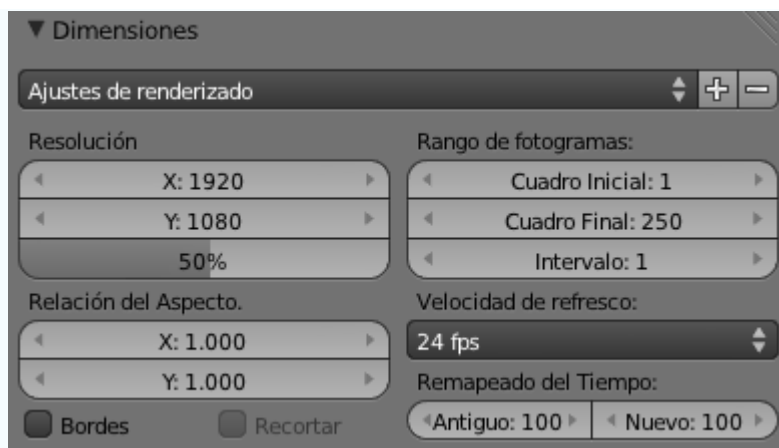 Dimensiones
Ajustes de renderizado
Resolución
X: 1920
Y: 1080
50%
Relación del Aspecto.
X: 1.000
Y: 1.000
Bordes
Recortar
Rango de fotogramas:
Cuadro Inicial: 1
Cuadro Final: 250
Intervalo: 1
Velocidad de refresco:
24 fps
Remapeado del Tiempo:
Antiguo: 100
Nuevo: 100